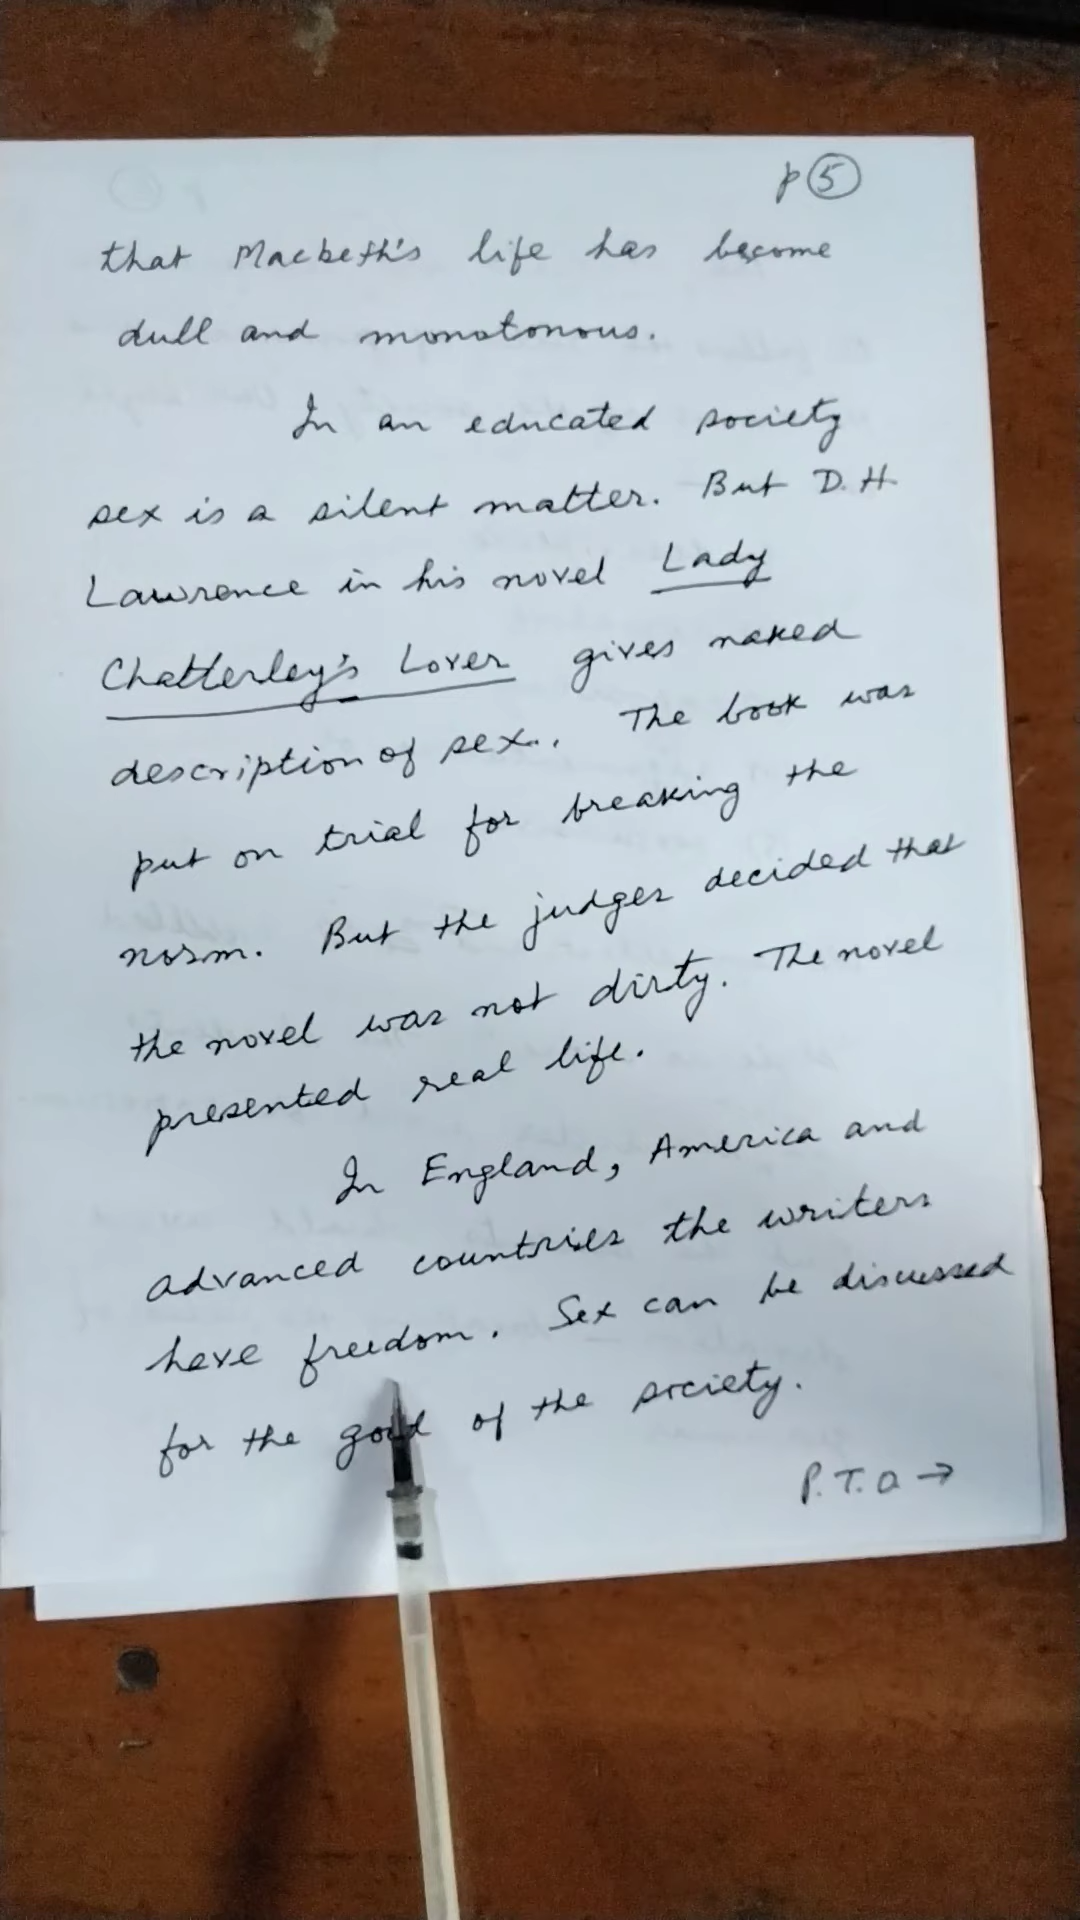 p 5
that Macbeth's life has become
dull and monotonous.
In an educated society
sex is a silent matter. But D.H.
Lawrence in his novel Lady
Chatterley's Lover gives naked
description of sex. The book was
put on trial for breaking the
norm. But the judges decided that
the novel was not dirty. The novel
presented real life.
In England, America and
advanced countries the writers
have freedom. Sex can be discussed
for the good of the society.
P.T.O →